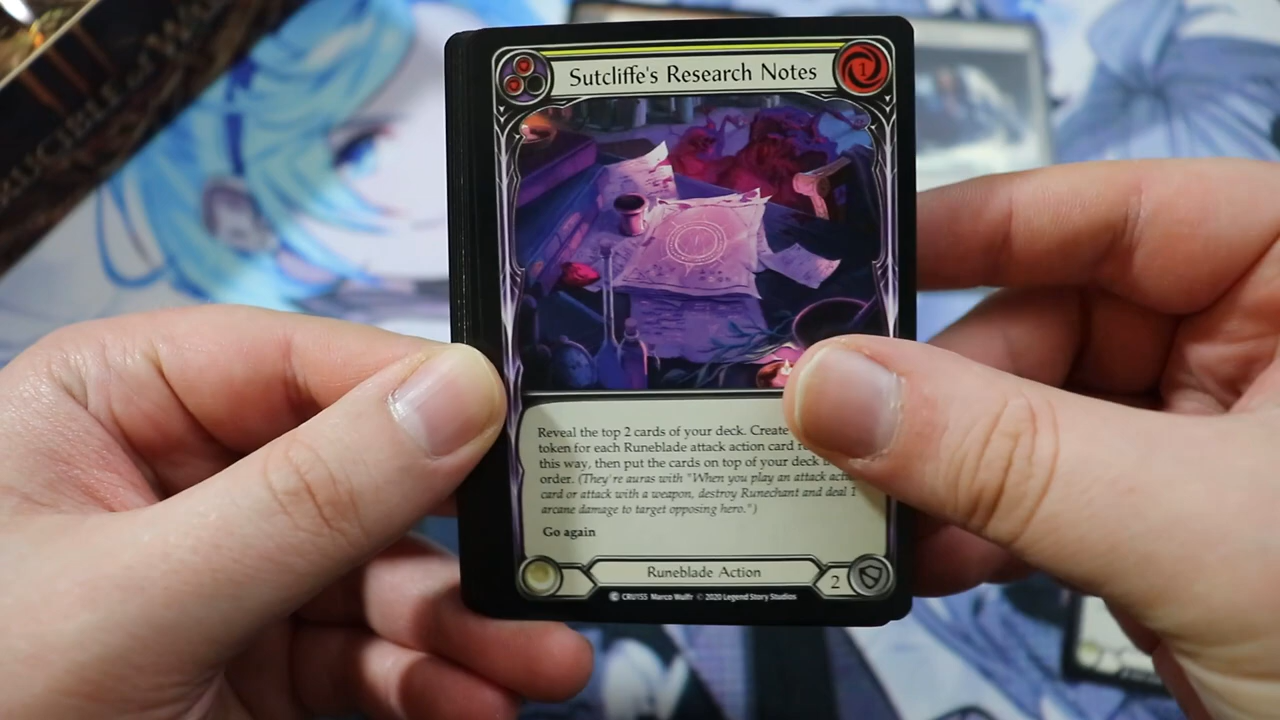 Sutcliffe's Research Notes
1
Reveal the top 2 cards of your deck. Create
token for each Runeblade attack action card
this way, then put the cards on top of your deck
order. (They're auras with "When you play an attack
card or attack with a weapon, destroy Runechant and deal 1
arcane damage to target opposing hero.")
Go again
Runeblade Action
2
C CRU155 Marco Wulfr © 2020 Legend Story Studios